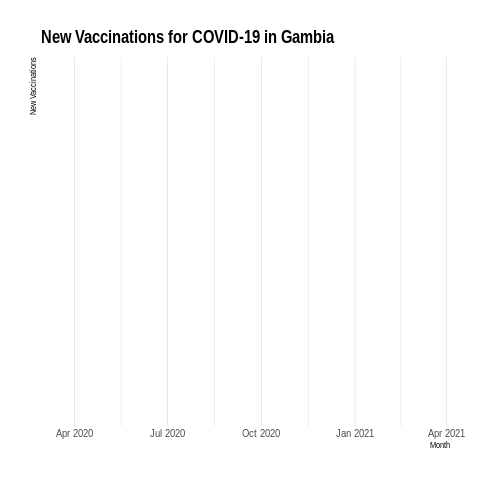 New Vaccinations for COVID-19 in Gambia
New Vaccinations
Apr 2020
Jul 2020
Oct 2020
Jan 2021
Apr 2021
Month